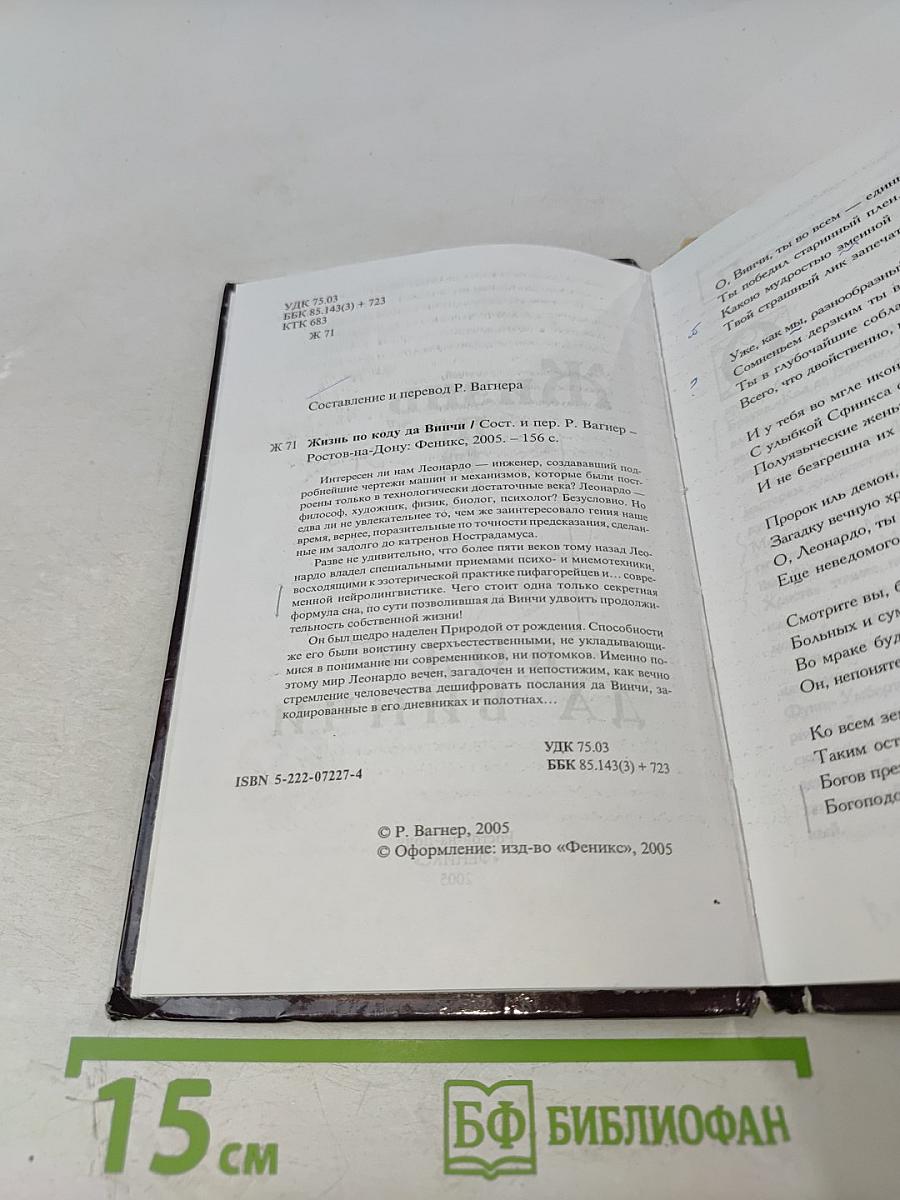 УДК 75.03
ББК 85.143(3) + 723
КТК 683
Ж 71
Составление и перевод Р. Вагнера
Ж 71 Жизнь по коду да Винчи / Сост. и пер. Р. Вагнер –
Ростов-на-Дону: Феникс, 2005. – 156 с.
Интересен ли нам Леонардо — инженер, создававший под-
робнейшие чертежи машин и механизмов, которые были пост-
роены только в технологически достаточные века? Леонардо —
философ, художник, физик, биолог, психолог? Безусловно. Но
едва ли не увлекательнее то, чем же заинтересовало гения наше
время, вернее, поразительные по точности предсказания, сделан-
ные им задолго до катренов Нострадамуса.
Разве не удивительно, что более пяти веков тому назад Лео-
нардо владел специальными приемами психо- и мнемотехники,
восходящими к эзотерической практике пифагорейцев и... совре-
менной нейролингвистике. Чего стоит одна только секретная
формула сна, по сути позволившая да Винчи удвоить продолжи-
тельность собственной жизни!
Он был щедро наделен Природой от рождения. Способности
же его были воистину сверхъестественными, не укладывающи-
мися в понимание ни современников, ни потомков. Именно по-
этому мир Леонардо вечен, загадочен и непостижим, как вечно
стремление человечества дешифровать послания да Винчи, за-
кодированные в его дневниках и полотнах...
УДК 75.03
ISBN 5-222-07227-4 ББК 85.143(3) + 723
© Р. Вагнер, 2005
© Оформление: изд-во «Феникс», 2005
О, Винчи, ты во всем —
Ты победил старинный плен
Какою мудростью змеиной
Твой страшный лик
Уже, как мы, разнообразный
Сомненьем дерзким ты
Ты в глубочайшие
Всего, что двойственно,
И у тебя во мгле
С улыбкой Сфинкса
Полуязыческие
И не безгрешна их
Пророк иль демон,
Загадку вечную
О, Леонардо, ты
Еще неведомого
Смотрите вы,
Больных и
Во мраке
Он,
Ко всем
Таким
Богов
15 см БФ БИБЛИОФАН